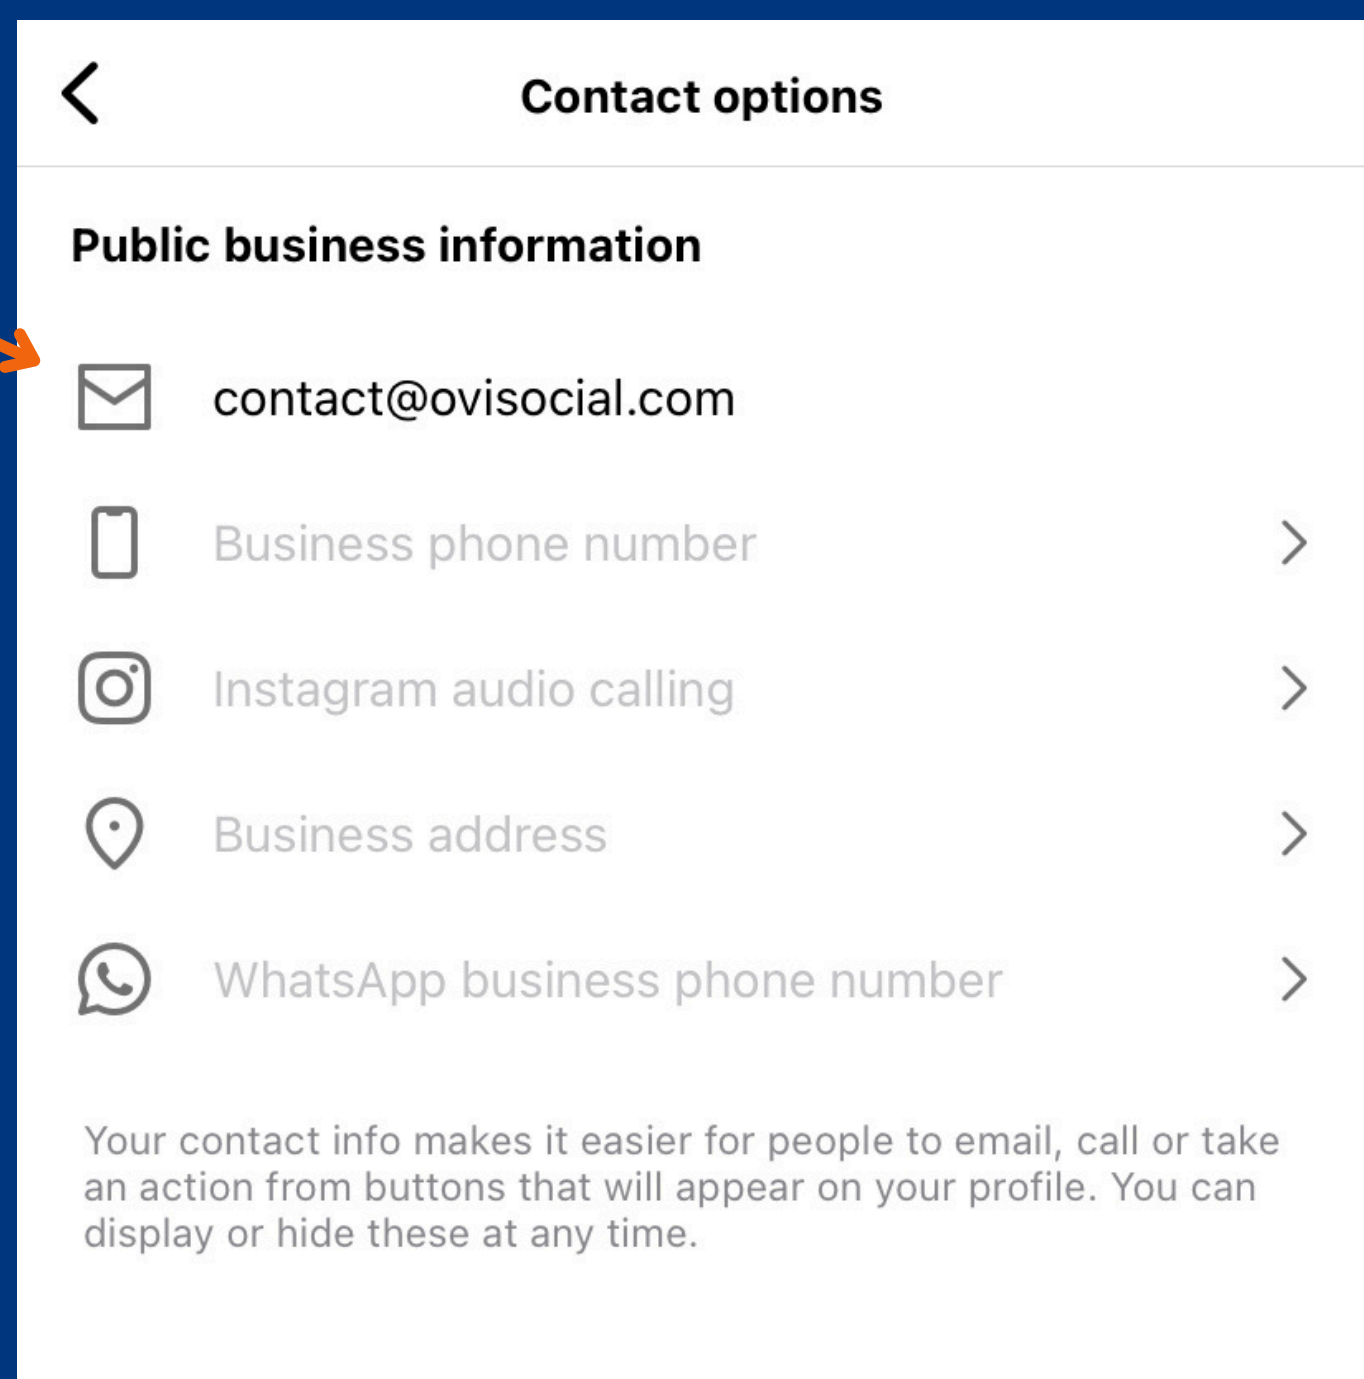 Contact options
Public business information
contact@ovisocial.com
Business phone number
Instagram audio calling
Business address
WhatsApp business phone number
Your contact info makes it easier for people to email, call or take
an action from buttons that will appear on your profile. You can
display or hide these at any time.